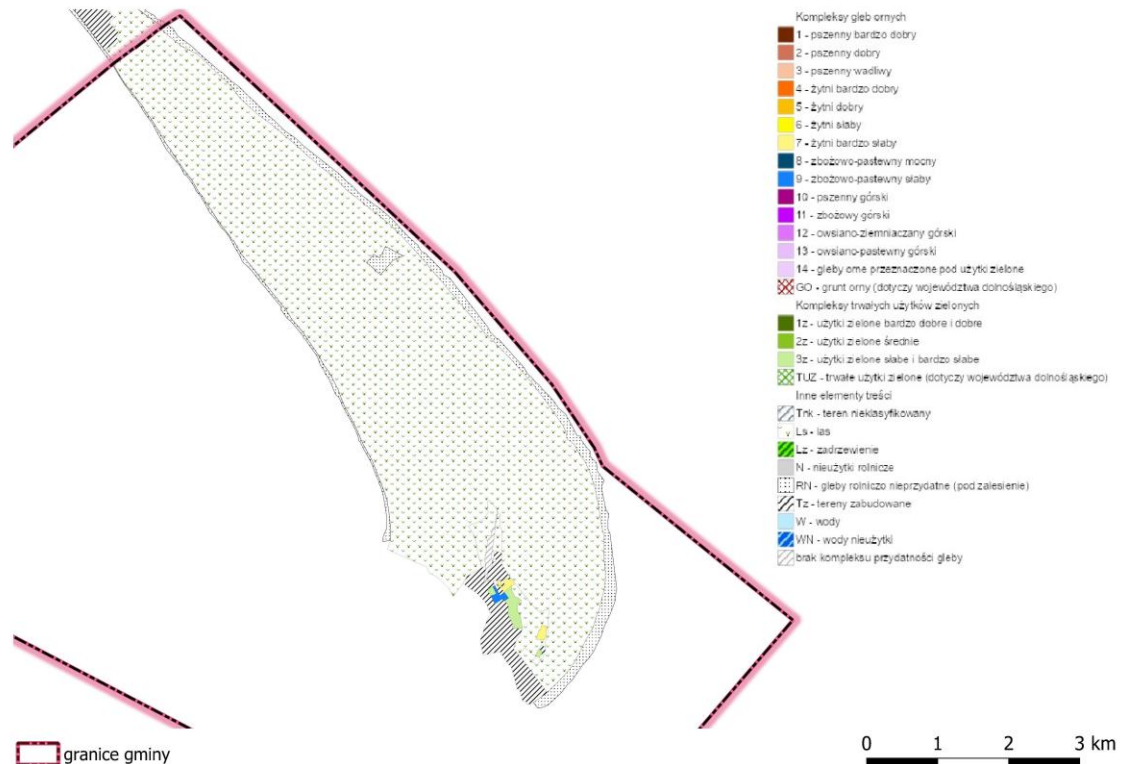 Kompleksy gleb ornych
1 - pszenny bardzo dobry
2 - pszenny dobry
3 - pszenny wadliwy
4 - żytni bardzo dobry
5 - żytni dobry
6 - żytni słaby
7 - żytni bardzo słaby
8 - zbożowo-pastewny mocny
9 - zbożowo-pastewny słaby
10 - pszenny górski
11 - zbożowy górski
12 - owsiano-ziemniaczany górski
13 - owsiano-pastewny górski
14 - gleby orne przeznaczone pod użytki zielone
GO - grunt orny (dotyczy województwa dolnośląskiego)
Kompleksy trwałych użytków zielonych
1z - użytki zielone bardzo dobre i dobre
2z - użytki zielone średnie
3z - użytki zielone słabe i bardzo słabe
TUZ - trwałe użytki zielone (dotyczy województwa dolnośląskiego)
Inne elementy treści
Tnk - teren nieklasyfikowany
Ls - las
Lz - zadrzewienie
N - nieużytki rolnicze
RN - gleby rolniczo nieprzydatne (pod zalesienie)
Tz - tereny zabudowane
W - wody
WN - wody nieużytki
brak kompleksu przydatności gleby
granice gminy
0 1 2 3 km